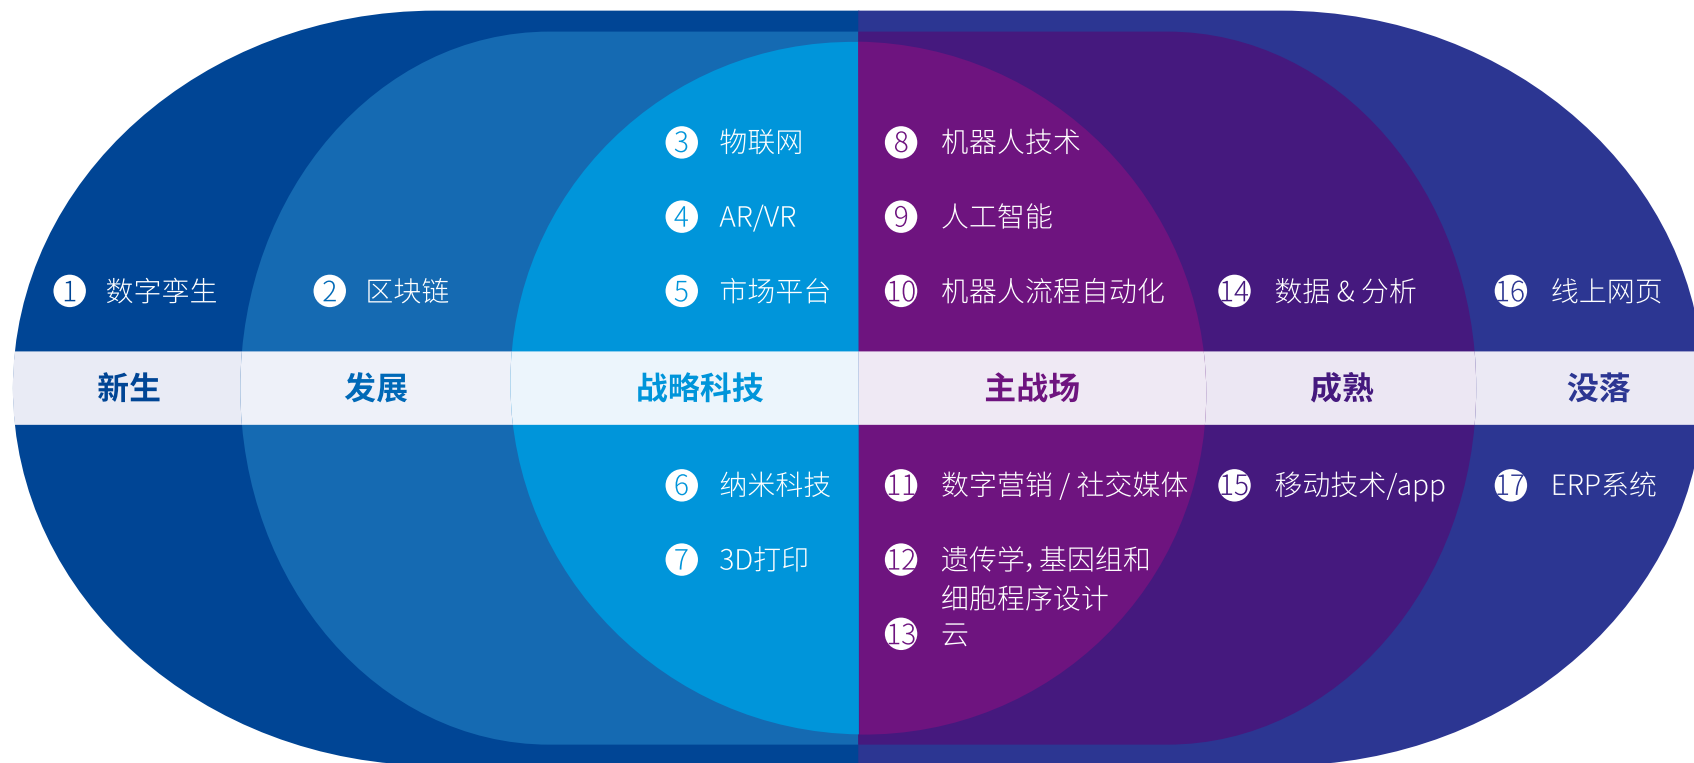 3 物联网
8 机器人技术
4 AR/VR
9 人工智能
1 数字孪生
2 区块链
5 市场平台
10 机器人流程自动化
14 数据 & 分析
16 线上网页
新生
发展
战略科技
主战场
成熟
没落
6 纳米科技
11 数字营销 / 社交媒体
15 移动技术/app
17 ERP系统
7 3D打印
12 遗传学，基因组和
细胞程序设计
13 云